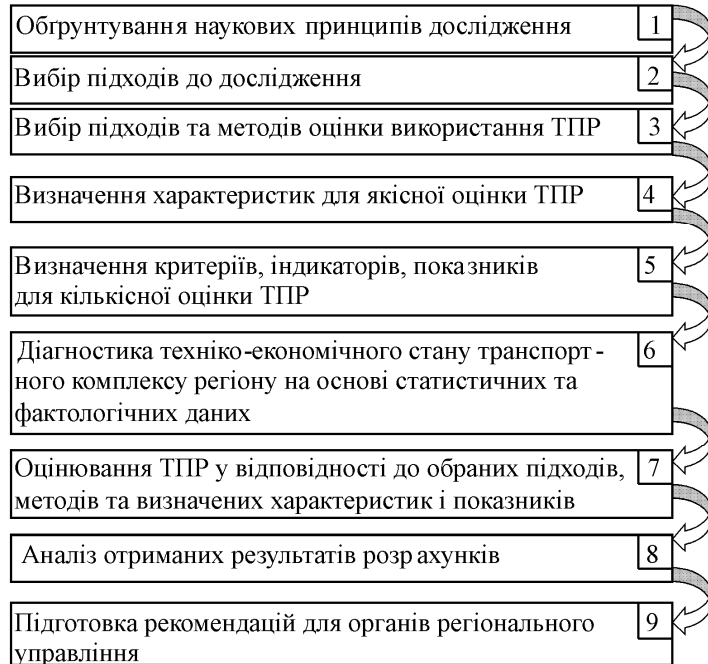 Обґрунтування наукових принципів дослідження 1
Вибір підходів до дослідження 2
Вибір підходів та методів оцінки використання ТПР 3
Визначення характеристик для якісної оцінки ТПР 4
Визначення критеріїв, індикаторів, показників 5
для кількісної оцінки ТПР
Діагностика техніко-економічного стану транспорт- 6
ного комплексу регіону на основі статистичних та
фактологічних даних
Оцінювання ТПР у відповідності до обраних підходів, 7
методів та визначених характеристик і показників
Аналіз отриманих результатів розрахунків 8
Підготовка рекомендацій для органів регіонального 9
управління